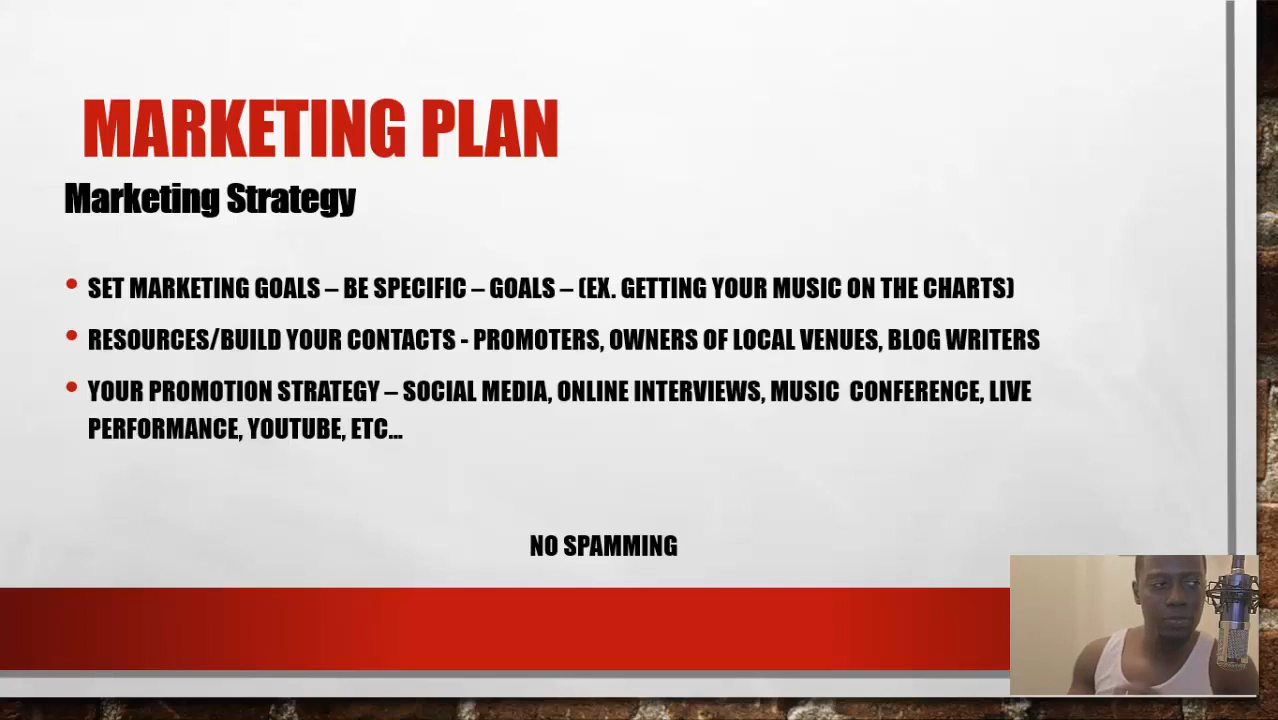 MARKETING PLAN
Marketing Strategy
• SET MARKETING GOALS – BE SPECIFIC – GOALS – (EX. GETTING YOUR MUSIC ON THE CHARTS)
• RESOURCES/BUILD YOUR CONTACTS - PROMOTERS, OWNERS OF LOCAL VENUES, BLOG WRITERS
• YOUR PROMOTION STRATEGY – SOCIAL MEDIA, ONLINE INTERVIEWS, MUSIC CONFERENCE, LIVE
PERFORMANCE, YOUTUBE, ETC...
NO SPAMMING